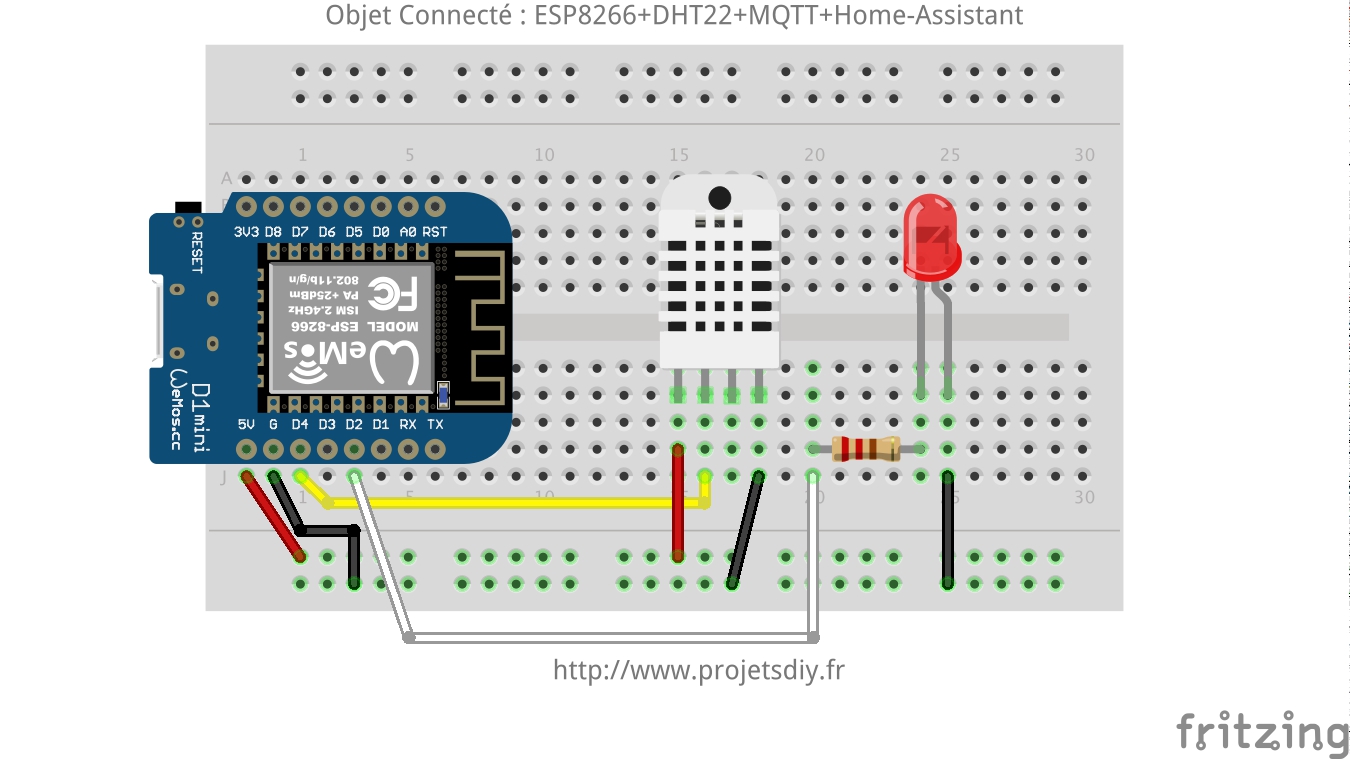 Objet Connecté : ESP8266+DHT22+MQTT+Home-Assistant
1 5 10 15 20 25 30
A
3V3 D8 D7 D6 D5 D0 A0 RST
RESET
802.11b/g/n
PA +25dBm
ISM 2.4GHz
FC
MODEL ESP-8266
WeMos
D1mini
WeMos.cc
5V G D4 D3 D2 D1 RX TX
J
1 5 10 15 20 25 30
http://www.projetsdiy.fr
fritzing